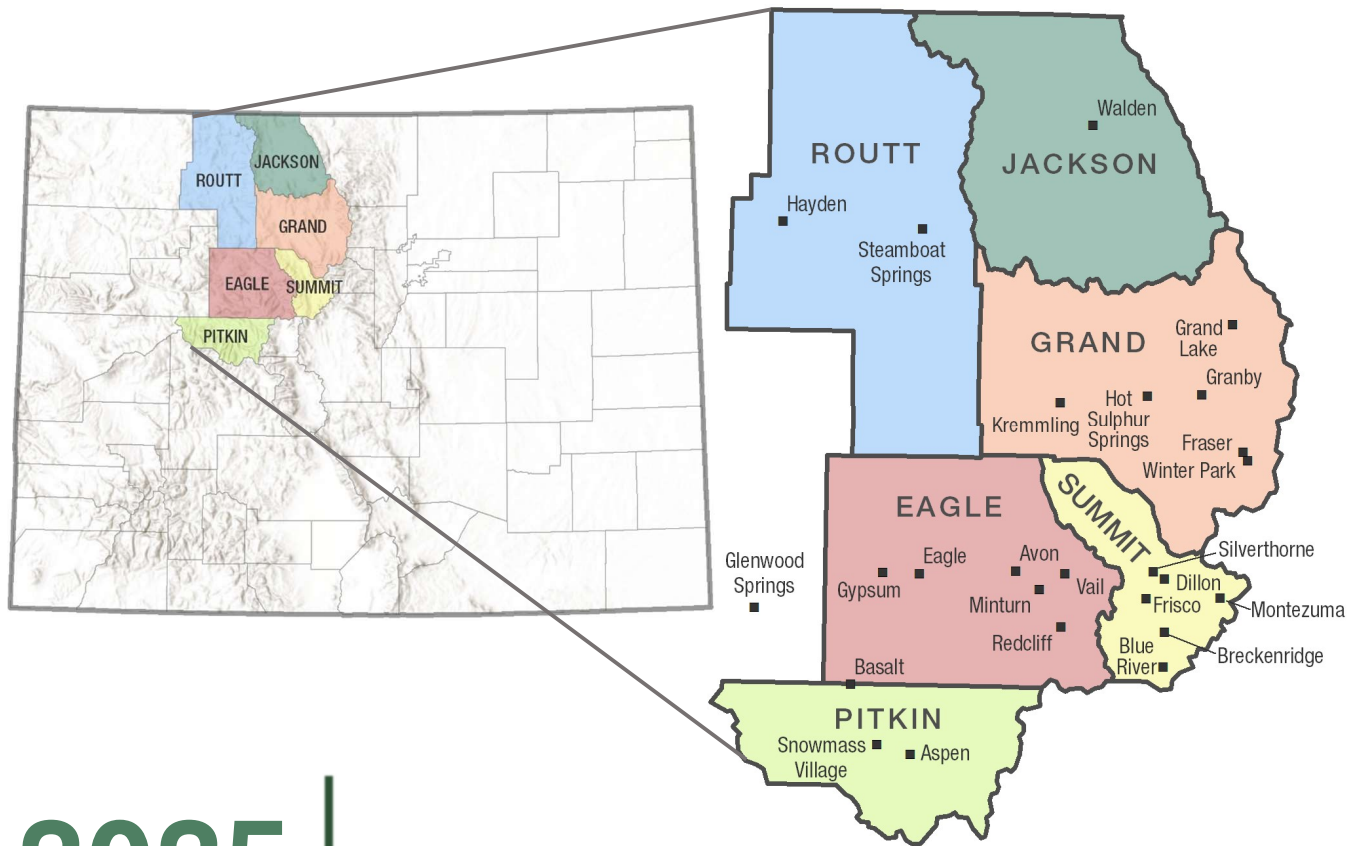 JACKSON
ROUTT
GRAND
EAGLE
SUMMIT
PITKIN
Walden
ROUTT
JACKSON
Hayden
Steamboat
Springs
Grand
Lake
GRAND
Granby
Hot
Sulphur
Springs
Kremmling
Fraser
Winter Park
SUMMIT
EAGLE
Silverthorne
Glenwood
Springs
Eagle
Avon
Gypsum
Vail
Dillon
Minturn
Frisco
Montezuma
Redcliff
Blue
River
Breckenridge
Basalt
PITKIN
Snowmass
Village
Aspen
2025